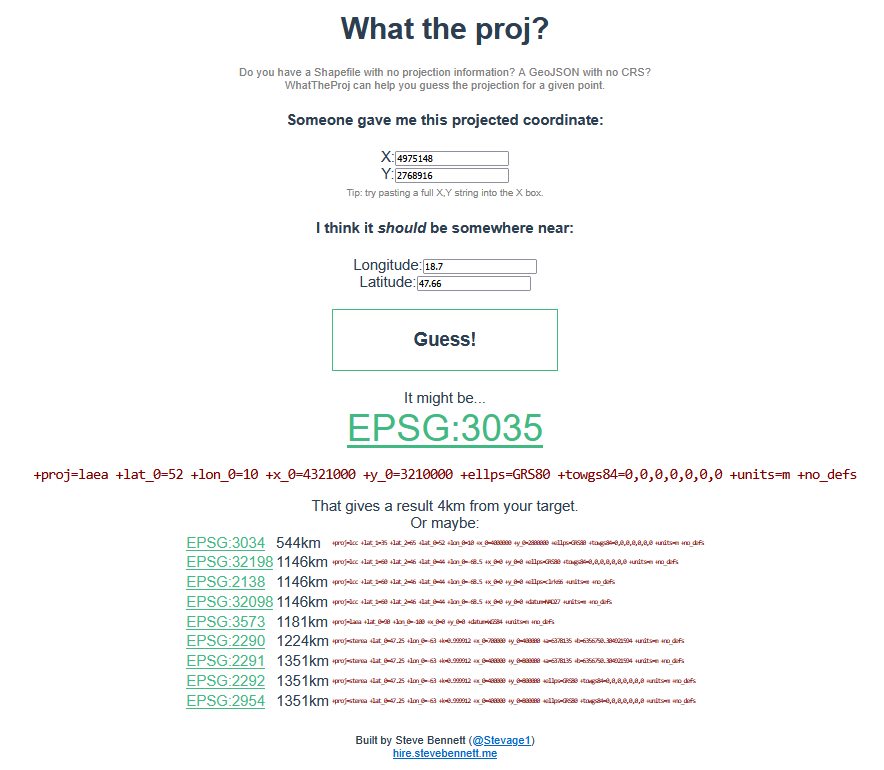 What the proj?
Do you have a Shapefile with no projection information? A GeoJSON with no CRS?
WhatTheProj can help you guess the projection for a given point.
Someone gave me this projected coordinate:
X: 4975148
Y: 2768916
Tip: try pasting a full X,Y string into the X box.
I think it should be somewhere near:
Longitude: 18.7
Latitude: 47.66
Guess!
It might be...
EPSG:3035
+proj=laea +lat_0=52 +lon_0=10 +x_0=4321000 +y_0=3210000 +ellps=GRS80 +towgs84=0,0,0,0,0,0,0 +units=m +no_defs
That gives a result 4km from your target.
Or maybe:
EPSG:3034 544km +proj=lcc +lat_1=35 +lat_2=65 +lat_0=52 +lon_0=10 +x_0=4000000 +y_0=2800000 +ellps=GRS80 +towgs84=0,0,0,0,0,0,0 +units=m +no_defs
EPSG:32198 1146km +proj=lcc +lat_1=60 +lat_2=46 +lat_0=44 +lon_0=-68.5 +x_0=0 +y_0=0 +ellps=GRS80 +towgs84=0,0,0,0,0,0,0 +units=m +no_defs
EPSG:2138 1146km +proj=lcc +lat_1=60 +lat_2=46 +lat_0=44 +lon_0=-68.5 +x_0=0 +y_0=0 +ellps=clrk66 +units=m +no_defs
EPSG:32098 1146km +proj=lcc +lat_1=60 +lat_2=46 +lat_0=44 +lon_0=-68.5 +x_0=0 +y_0=0 +datum=NAD27 +units=m +no_defs
EPSG:3573 1181km +proj=laea +lat_0=90 +lon_0=-100 +x_0=0 +y_0=0 +datum=WGS84 +units=m +no_defs
EPSG:2290 1224km +proj=sterea +lat_0=47.25 +lon_0=-63 +k=0.999912 +x_0=700000 +y_0=400000 +a=6378135 +b=6356750.304921594 +units=m +no_defs
EPSG:2291 1351km +proj=sterea +lat_0=47.25 +lon_0=-63 +k=0.999912 +x_0=400000 +y_0=800000 +a=6378135 +b=6356750.304921594 +units=m +no_defs
EPSG:2292 1351km +proj=sterea +lat_0=47.25 +lon_0=-63 +k=0.999912 +x_0=400000 +y_0=800000 +ellps=GRS80 +towgs84=0,0,0,0,0,0,0 +units=m +no_defs
EPSG:2954 1351km +proj=sterea +lat_0=47.25 +lon_0=-63 +k=0.999912 +x_0=400000 +y_0=800000 +ellps=GRS80 +towgs84=0,0,0,0,0,0,0 +units=m +no_defs
Built by Steve Bennett (@Stevage1)
hire.stevebennett.me